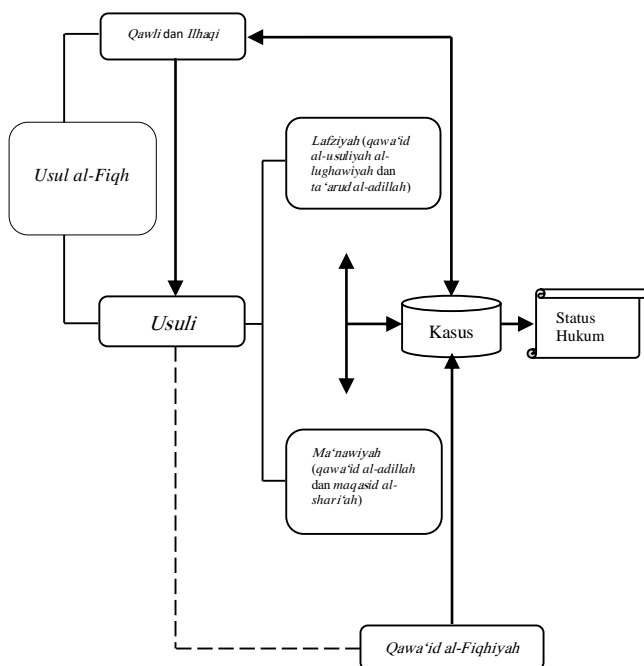 Qawli dan Ilhaqi
Usul al-Fiqh
Lafziyah (qawa‘id
al-usuliyah al-
lughawiyah dan
ta ‘arud al-adillah)
Usuli
Kasus
Status
Hukum
Ma‘nawiyah
(qawa‘id al-adillah
dan maqasid al-
shari‘ah)
Qawa‘id al-Fiqhiyah